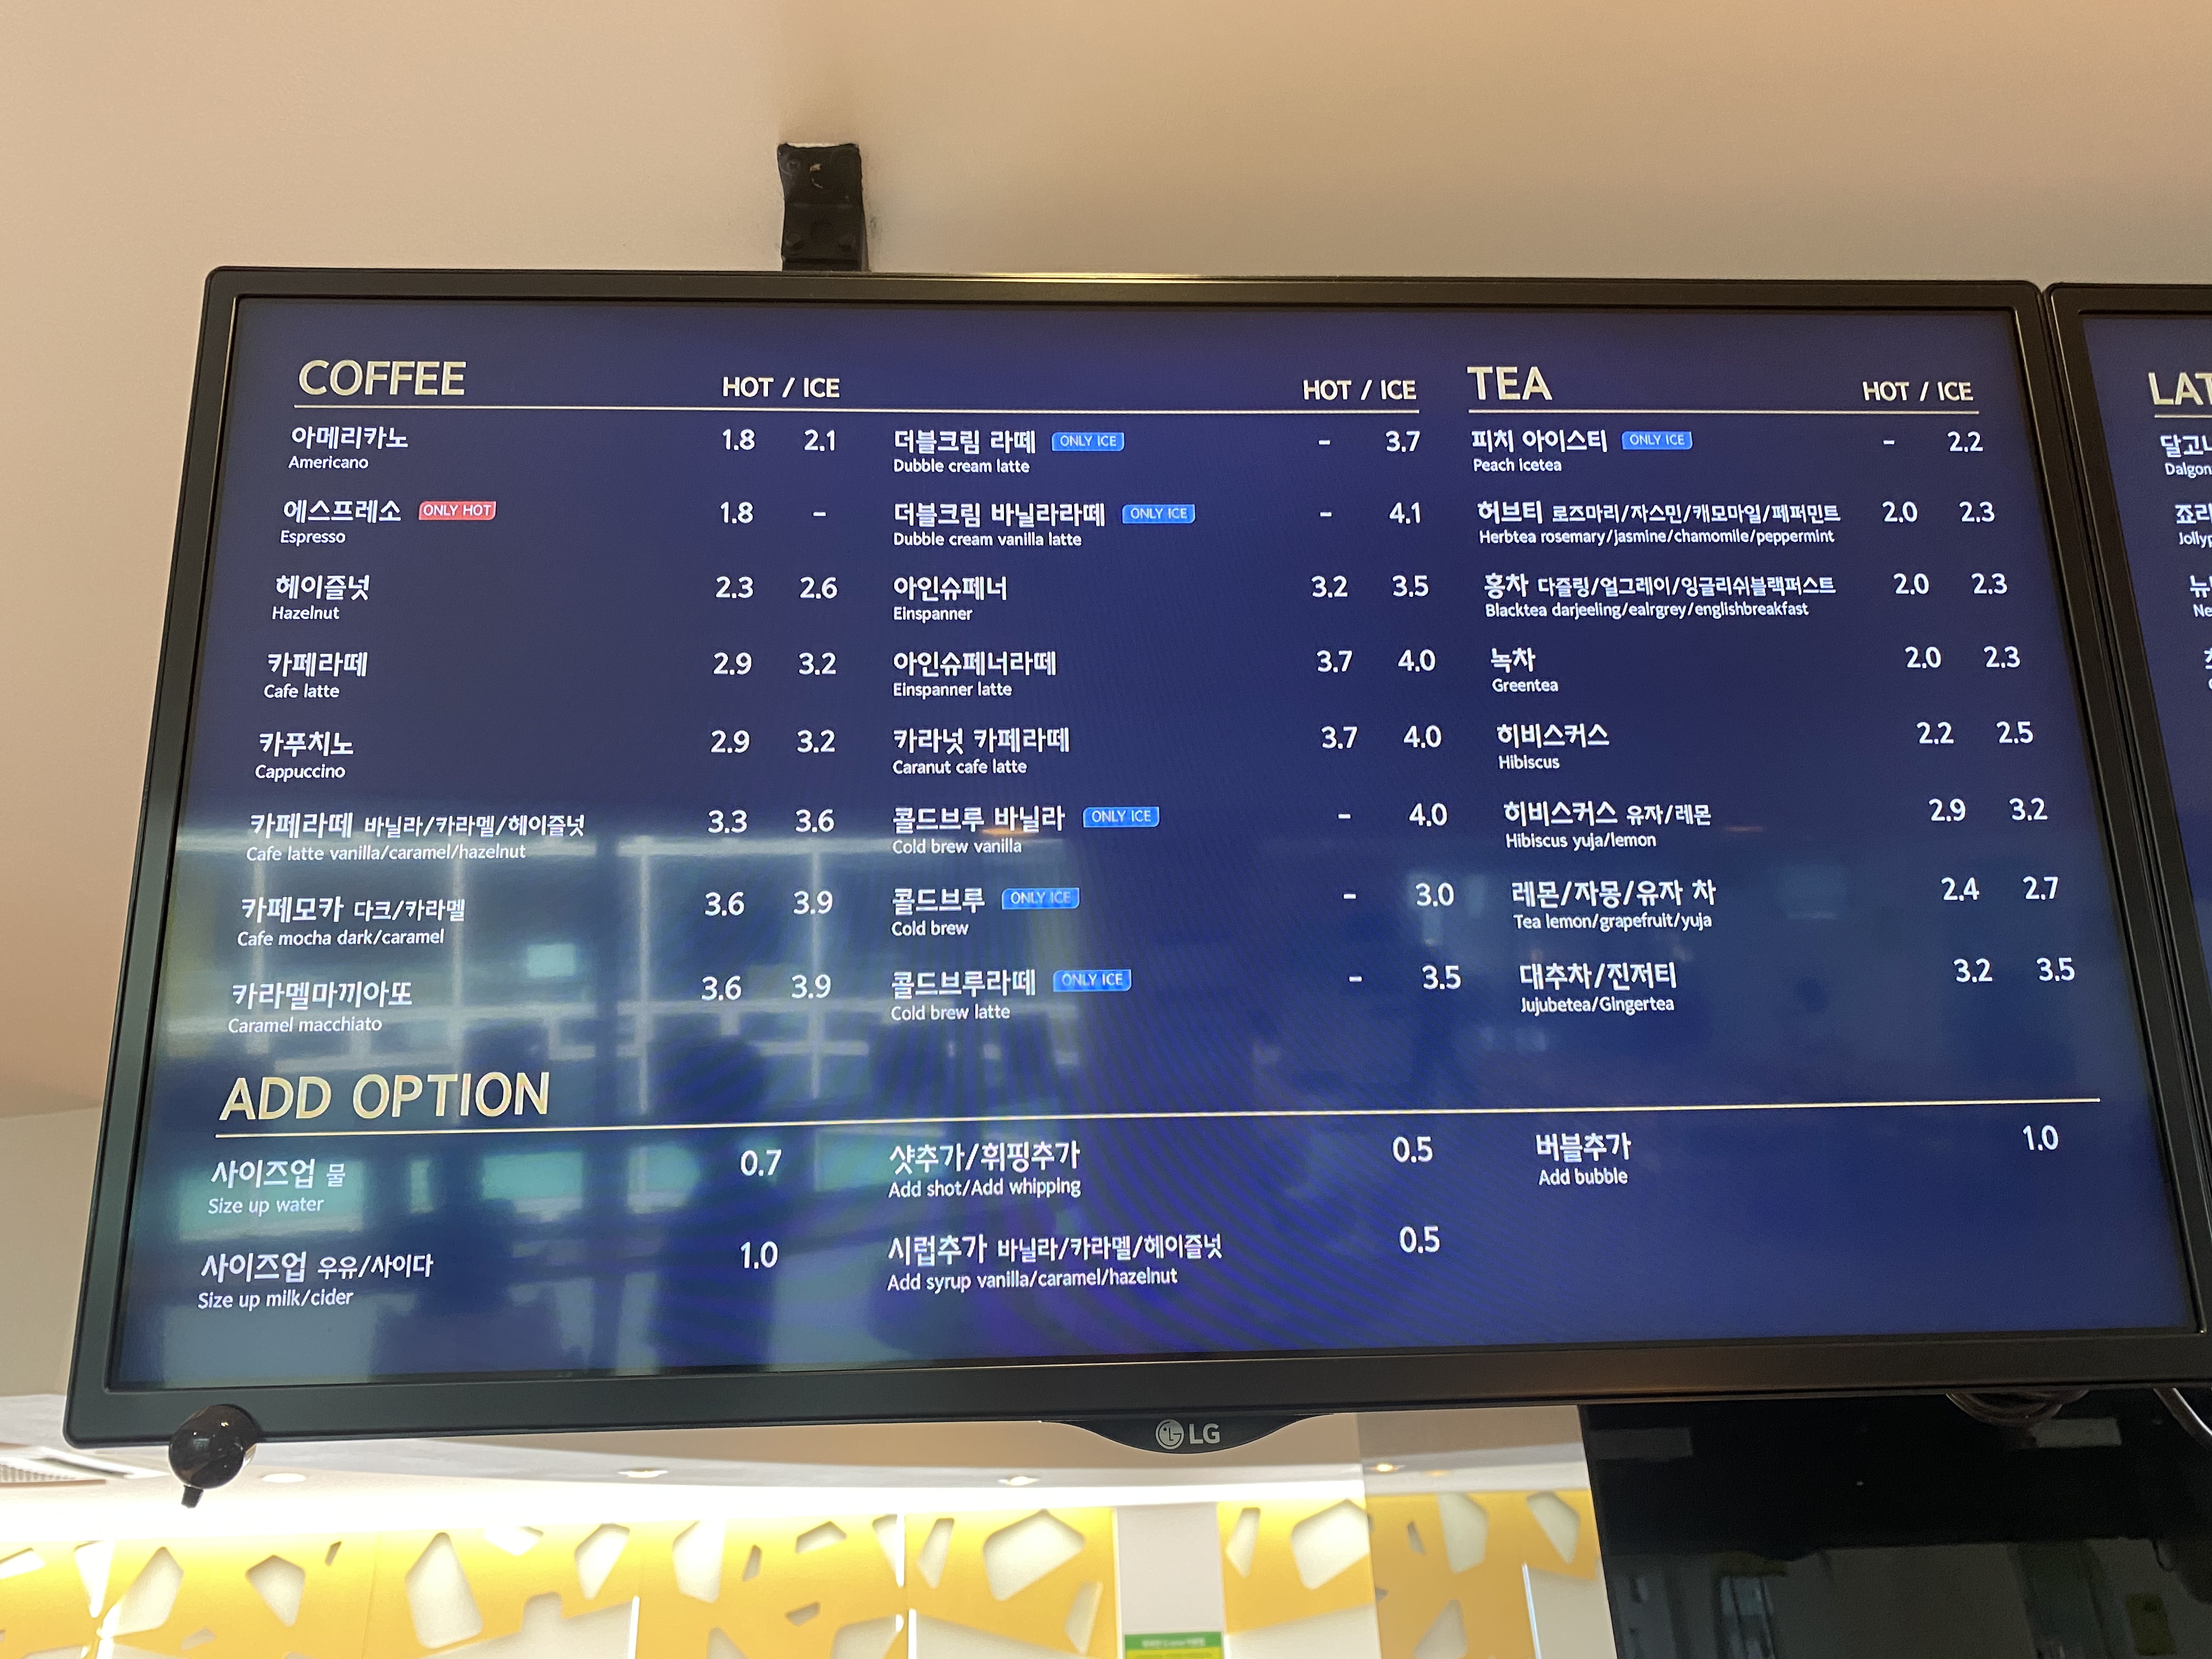 COFFEE HOT / ICE
아메리카노 1.8 2.1
Americano
에스프레소 ONLY HOT 1.8 -
Espresso
헤이즐넛 2.3 2.6
Hazelnut
카페라떼 2.9 3.2
Cafe latte
카푸치노 2.9 3.2
Cappuccino
카페라떼 바닐라/카라멜/헤이즐넛 3.3 3.6
Cafe latte vanilla/caramel/hazelnut
카페모카 다크/카라멜 3.6 3.9
Cafe mocha dark/caramel
카라멜마끼아또 3.6 3.9
Caramel macchiato
HOT / ICE
더블크림 라떼 ONLY ICE - 3.7
Dubble cream latte
더블크림 바닐라라떼 ONLY ICE - 4.1
Dubble cream vanilla latte
아인슈페너 3.2 3.5
Einspanner
아인슈페너라떼 3.7 4.0
Einspanner latte
카라넛 카페라떼 3.7 4.0
Caranut cafe latte
콜드브루 바닐라 ONLY ICE - 4.0
Cold brew vanilla
콜드브루 ONLY ICE - 3.0
Cold brew
콜드브루라떼 ONLY ICE - 3.5
Cold brew latte
TEA HOT / ICE
피치 아이스티 ONLY ICE - 2.2
Peach icetea
허브티 로즈마리/자스민/캐모마일/페퍼민트 2.0 2.3
Herbtea rosemary/jasmine/chamomile/peppermint
홍차 다즐링/얼그레이/잉글리쉬블랙퍼스트 2.0 2.3
Blacktea darjeeling/ealrgrey/englishbreakfast
녹차 2.0 2.3
Greentea
히비스커스 2.2 2.5
Hibiscus
히비스커스 유자/레몬 2.9 3.2
Hibiscus yuja/lemon
레몬/자몽/유자 차 2.4 2.7
Tea lemon/grapefruit/yuja
대추차/진저티 3.2 3.5
Jujubetea/Gingertea
ADD OPTION
사이즈업 물 0.7
Size up water
사이즈업 우유/사이다 1.0
Size up milk/cider
샷추가/휘핑추가 0.5
Add shot/Add whipping
시럽추가 바닐라/카라멜/헤이즐넛 0.5
Add syrup vanilla/caramel/hazelnut
버블추가 1.0
Add bubble
LG